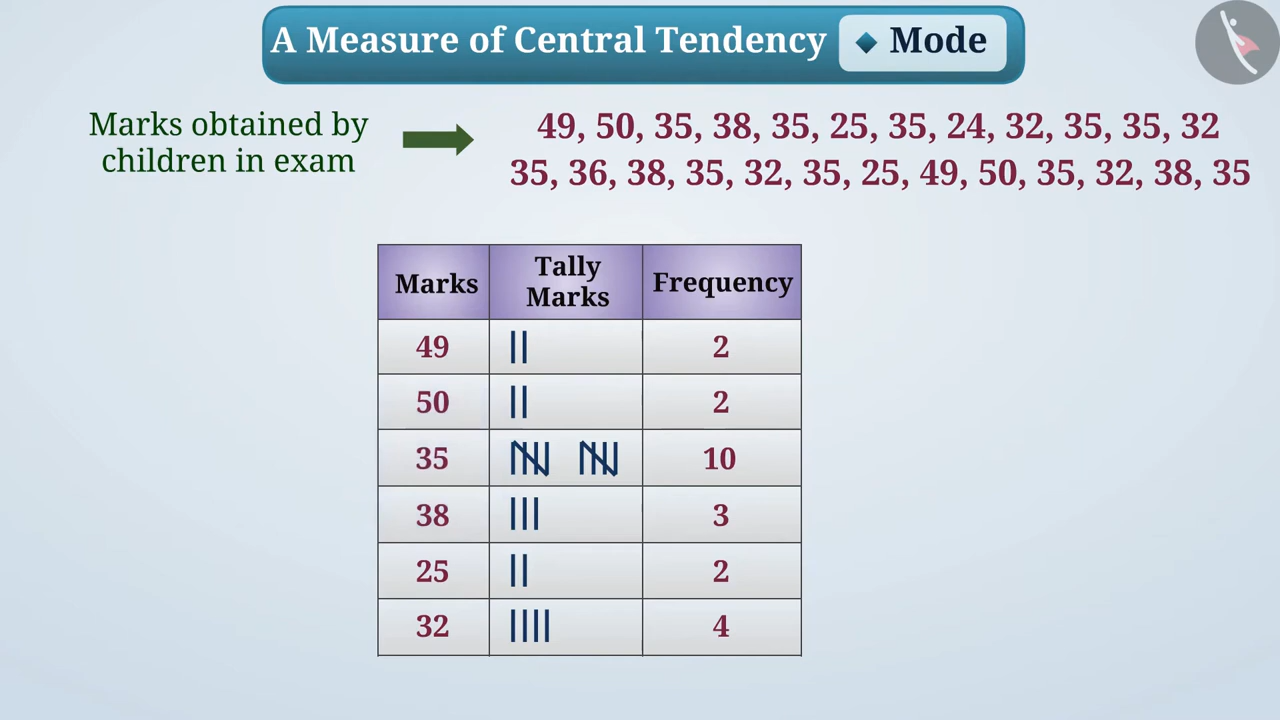 A Measure of Central Tendency ◆ Mode
Marks obtained by
children in exam
49, 50, 35, 38, 35, 25, 35, 24, 32, 35, 35, 32
35, 36, 38, 35, 32, 35, 25, 49, 50, 35, 32, 38, 35
Marks Tally Marks Frequency
49 || 2
50 || 2
35 10
38 ||| 3
25 || 2
32 |||| 4